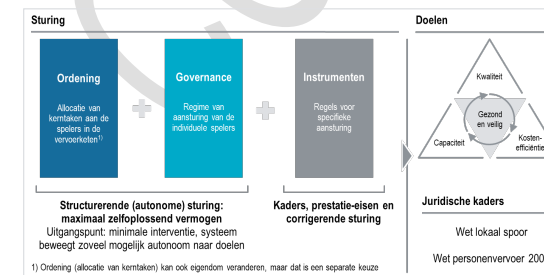 Sturing
Doelen
Ordening
Allocatie van
kerntaken aan de
spelers in de
vervoerketen1)
Governance
Regime van
aansturing van de
individuele spelers
Instrumenten
Regels voor
specifieke
aansturing
Kwaliteit
Gezond
en veilig
Capaciteit
Kosten-
efficiëntie
Structurerende (autonome) sturing:
maximaal zelfoplossend vermogen
Uitgangspunt: minimale interventie, systeem
beweegt zoveel mogelijk autonoom naar doelen
Kaders, prestatie-eisen en
corrigerende sturing
Juridische kaders
Wet lokaal spoor
Wet personenvervoer 200
1) Ordening (allocatie van kerntaken) kan ook eigendom veranderen, maar dat is een separate keuze